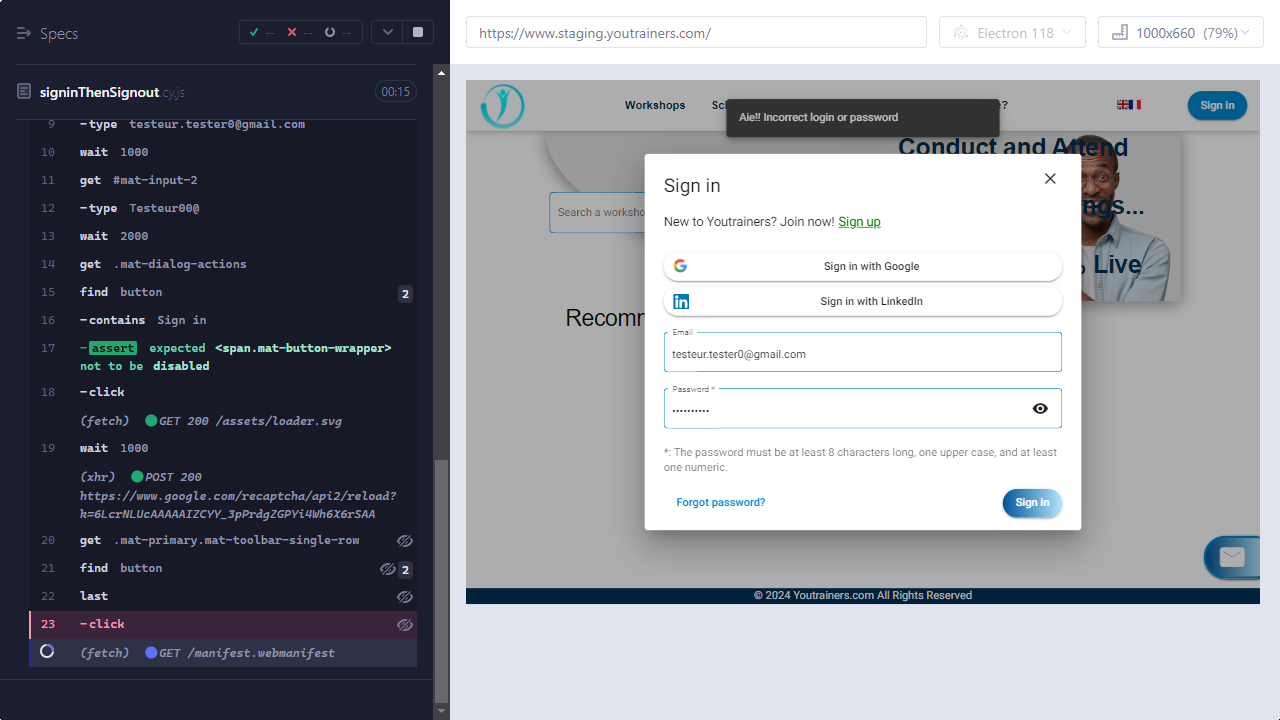 Specs
--
--
--
signinThenSignout.cy.js
00:15
9 -type testeur.tester0@gmail.com
10 wait 1000
11 get #mat-input-2
12 -type Testeur00@
13 wait 2000
14 get .mat-dialog-actions
15 find button 2
16 -contains Sign in
17 -assert expected <span.mat-button-wrapper>
not to be disabled
18 -click
(fetch) GET 200 /assets/loader.svg
19 wait 1000
(xhr) POST 200
https://www.google.com/recaptcha/api2/reload?
k=6LcrNLUcAAAAAIZCYY_3pPrdgZGPYi4Wh6X6rSAA
20 get .mat-primary.mat-toolbar-single-row
21 find button 2
22 last
23 -click
(fetch) GET /manifest.webmanifest
https://www.staging.youtrainers.com/
Electron 118
1000x660 (79%)
Workshops
Sign in
Aie!! Incorrect login or password
Conduct and Attend
Search a worksho
ngs...
Live
Recomm
Sign in
New to Youtrainers? Join now! Sign up
Sign in with Google
Sign in with LinkedIn
Email
testeur.tester0@gmail.com
Password *
••••••••••
*: The password must be at least 8 characters long, one upper case, and at least
one numeric.
Forgot password?
Sign in
© 2024 Youtrainers.com All Rights Reserved